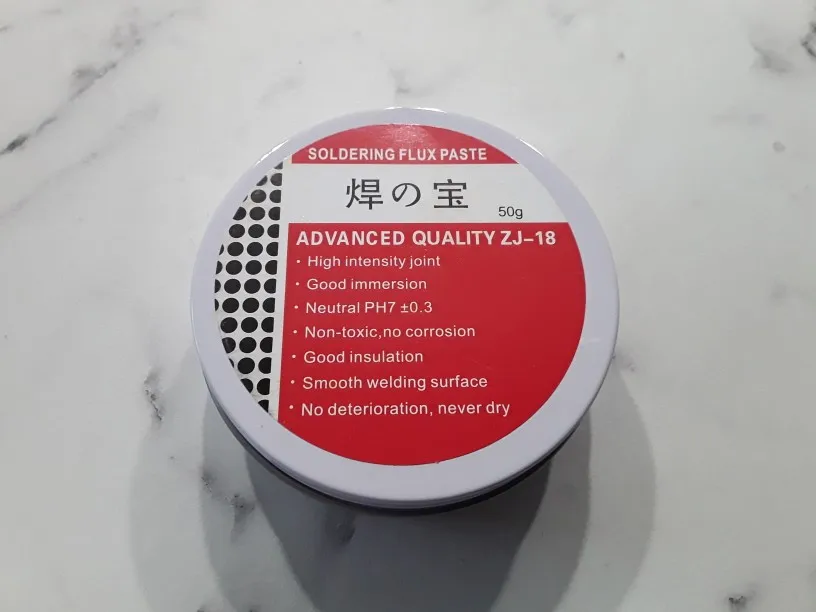 SOLDERING FLUX PASTE
焊の宝
50g
ADVANCED QUALITY ZJ-18
· High intensity joint
· Good immersion
· Neutral PH7 ±0.3
· Non-toxic,no corrosion
· Good insulation
· Smooth welding surface
· No deterioration, never dry